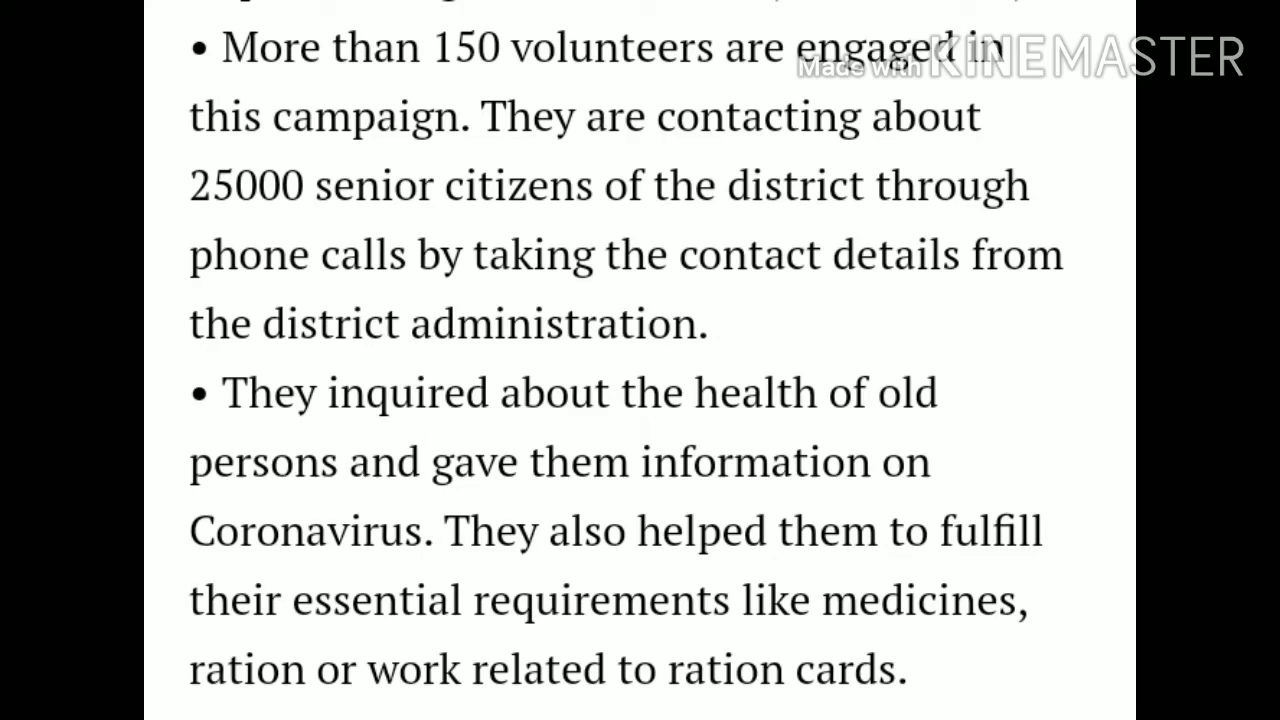 • More than 150 volunteers are engaged in
Made with KINEMASTER
this campaign. They are contacting about
25000 senior citizens of the district through
phone calls by taking the contact details from
the district administration.
• They inquired about the health of old
persons and gave them information on
Coronavirus. They also helped them to fulfill
their essential requirements like medicines,
ration or work related to ration cards.